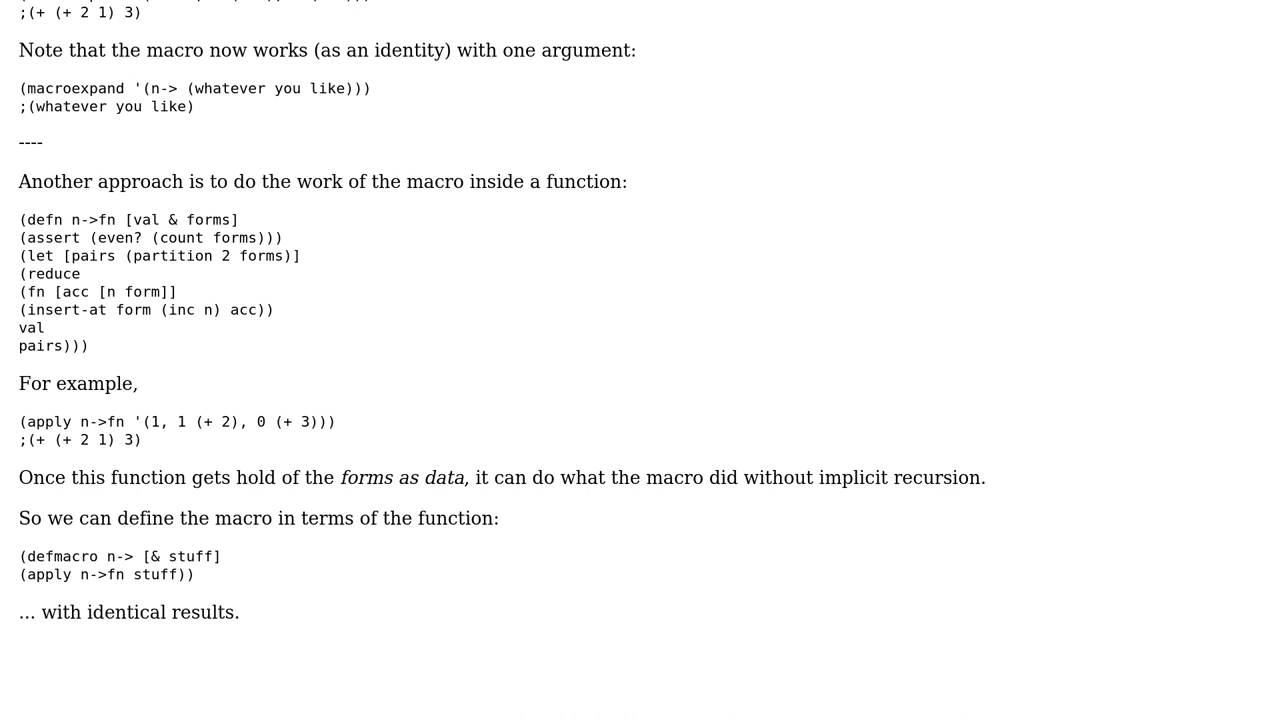 ;(+ (+ 2 1) 3)
Note that the macro now works (as an identity) with one argument:
(macroexpand '(n-> (whatever you like)))
;(whatever you like)
----
Another approach is to do the work of the macro inside a function:
(defn n->fn [val & forms]
(assert (even? (count forms)))
(let [pairs (partition 2 forms)]
(reduce
(fn [acc [n form]]
(insert-at form (inc n) acc))
val
pairs)))
For example,
(apply n->fn '(1, 1 (+ 2), 0 (+ 3)))
;(+ (+ 2 1) 3)
Once this function gets hold of the forms as data, it can do what the macro did without implicit recursion.
So we can define the macro in terms of the function:
(defmacro n-> [& stuff]
(apply n->fn stuff))
... with identical results.